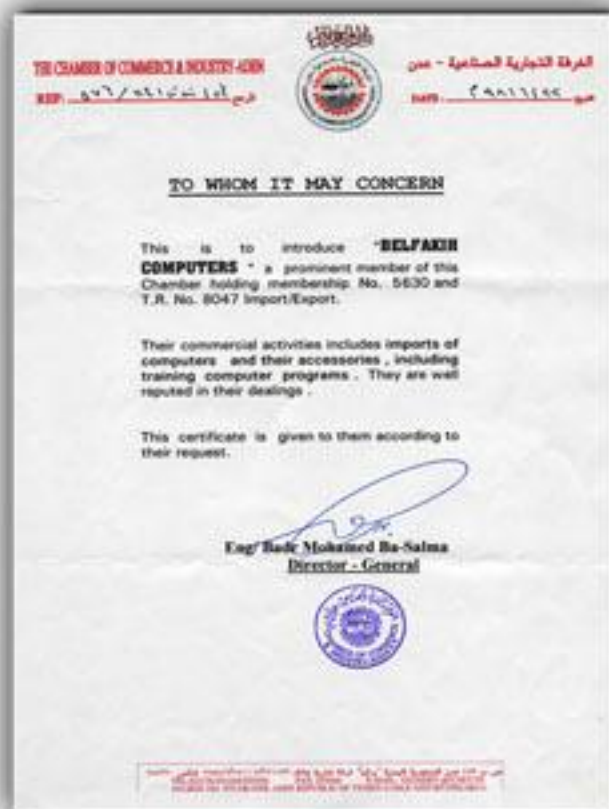 THE CHAMBER OF COMMERCE & INDUSTRY-ADEN
الغرفة التجارية الصناعية - عدن
REF:
DATE:
TO WHOM IT MAY CONCERN
This is to introduce "BELFAKIH
COMPUTERS " a prominent member of this
Chamber holding membership. No. 5630 and
T.R. No. 8047 Import/Export.
Their commercial activities includes imports of
computers and their accessories , including
training computer programs . They are well
reputed in their dealings .
This certificate is given to them according to
their request.
Eng/ Badr Mohamed Ba-Salma
Director - General